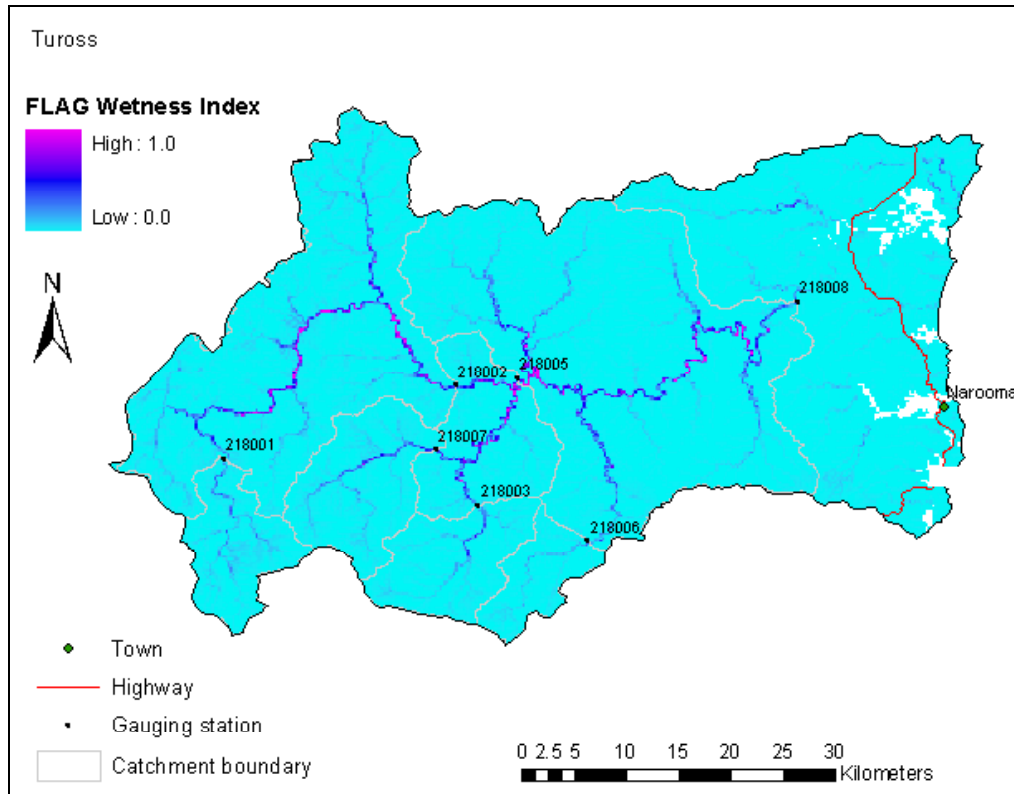 Tuross
FLAG Wetness Index
High : 1.0
Low : 0.0
N
218008
218005
218002
Narooma
218007
218001
218003
218006
Town
Highway
Gauging station
Catchment boundary
0 2.5 5 10 15 20 25 30
Kilometers